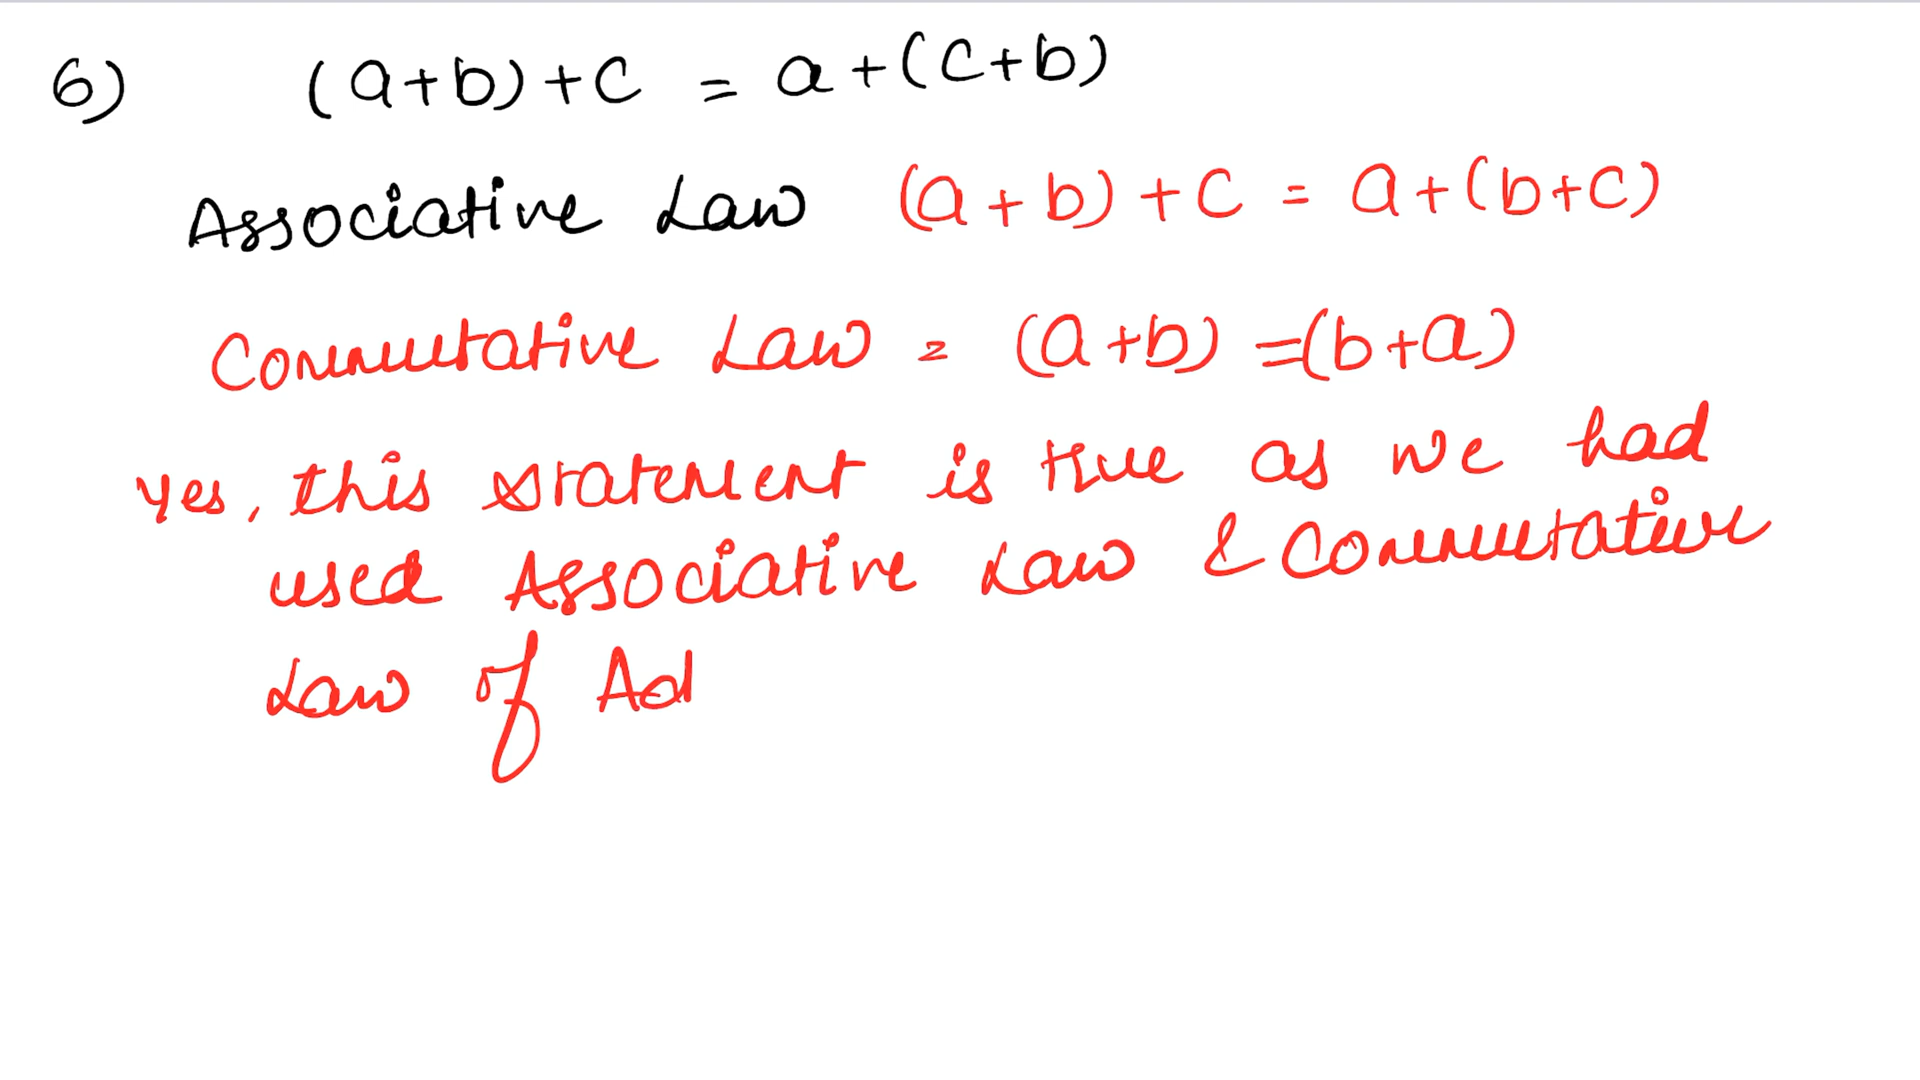 6) (a+b)+c = a+(c+b)
Associative Law (a+b)+c = a+(b+c)
Commutative Law = (a+b) =(b+a)
Yes, this statement is true as we had
used Associative Law & Commutative
Law of Ad